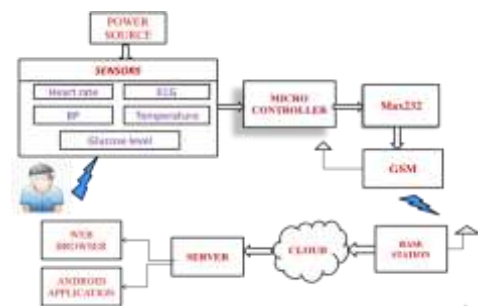 POWER
SOURCE
SENSORS
Heart rate
ECG
BP
Temperature
Glucose level
MICRO
CONTROLLER
Max232
GSM
WEB
BROWSER
SERVER
CLOUD
BASE
STATION
ANDROID
APPLICATION